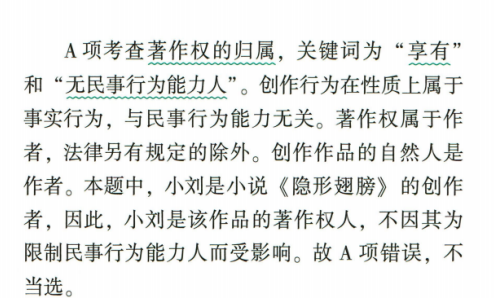 A 项考查著作权的归属，关键词为“享有”
和“无民事行为能力人”。创作行为在性质上属于
事实行为，与民事行为能力无关。著作权属于作
者，法律另有规定的除外。创作作品的自然人是
作者。本题中，小刘是小说《隐形翅膀》的创作
者，因此，小刘是该作品的著作权人，不因其为
限制民事行为能力人而受影响。故 A 项错误，不
当选。